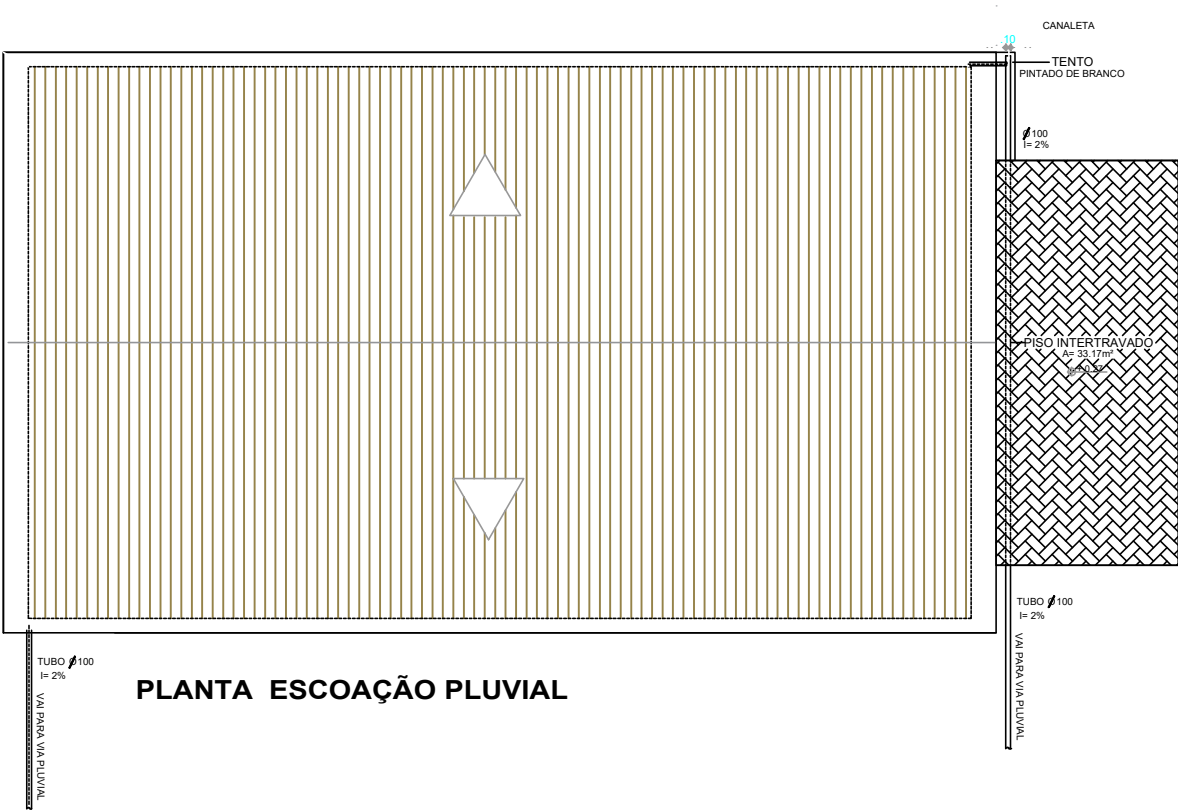 CANALETA
10
TENTO
PINTADO DE BRANCO
Ø100
I= 2%
PISO INTERTRAVADO
A= 33.17m²
TUBO Ø100
I= 2%
VAI PARA VIA PLUVIAL
TUBO Ø100
I= 2%
VAI PARA VIA PLUVIAL
PLANTA ESCOAÇÃO PLUVIAL